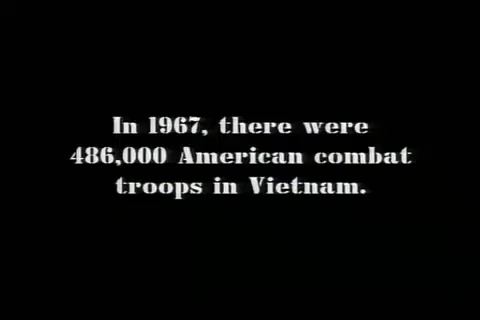 In 1967, there were
486,000 American combat
troops in Vietnam.